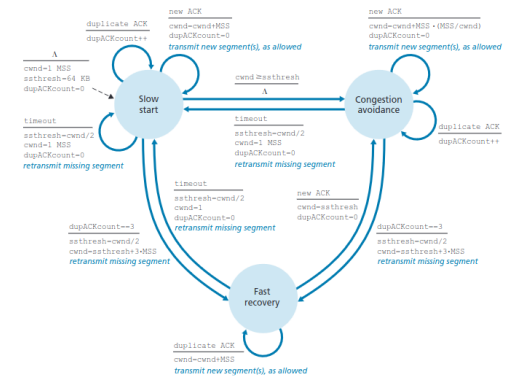 new ACK
cwnd=cwnd+MSS
dupACKcount=0
transmit new segment(s), as allowed
new ACK
cwnd=cwnd+MSS•(MSS/cwnd)
dupACKcount=0
transmit new segment(s), as allowed
duplicate ACK
dupACKcount++
Λ
cwnd=1 MSS
ssthresh=64 KB
dupACKcount=0
Slow
start
cwnd≥ssthresh
Λ
Congestion
avoidance
timeout
ssthresh=cwnd/2
cwnd=1 MSS
dupACKcount=0
retransmit missing segment
timeout
ssthresh=cwnd/2
cwnd=1 MSS
dupACKcount=0
retransmit missing segment
duplicate ACK
dupACKcount++
timeout
ssthresh=cwnd/2
cwnd=1
dupACKcount=0
retransmit missing segment
new ACK
cwnd=ssthresh
dupACKcount=0
dupACKcount==3
ssthresh=cwnd/2
cwnd=ssthresh+3•MSS
retransmit missing segment
dupACKcount==3
ssthresh=cwnd/2
cwnd=ssthresh+3•MSS
retransmit missing segment
Fast
recovery
duplicate ACK
cwnd=cwnd+MSS
transmit new segment(s), as allowed